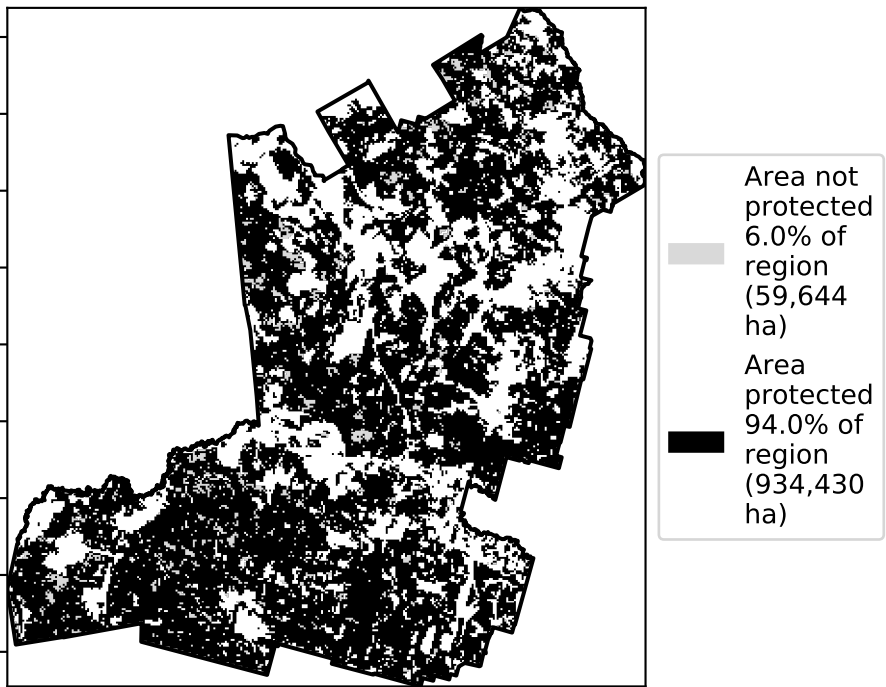 Area not
protected
6.0% of
region
(59,644
ha)
Area
protected
94.0% of
region
(934,430
ha)